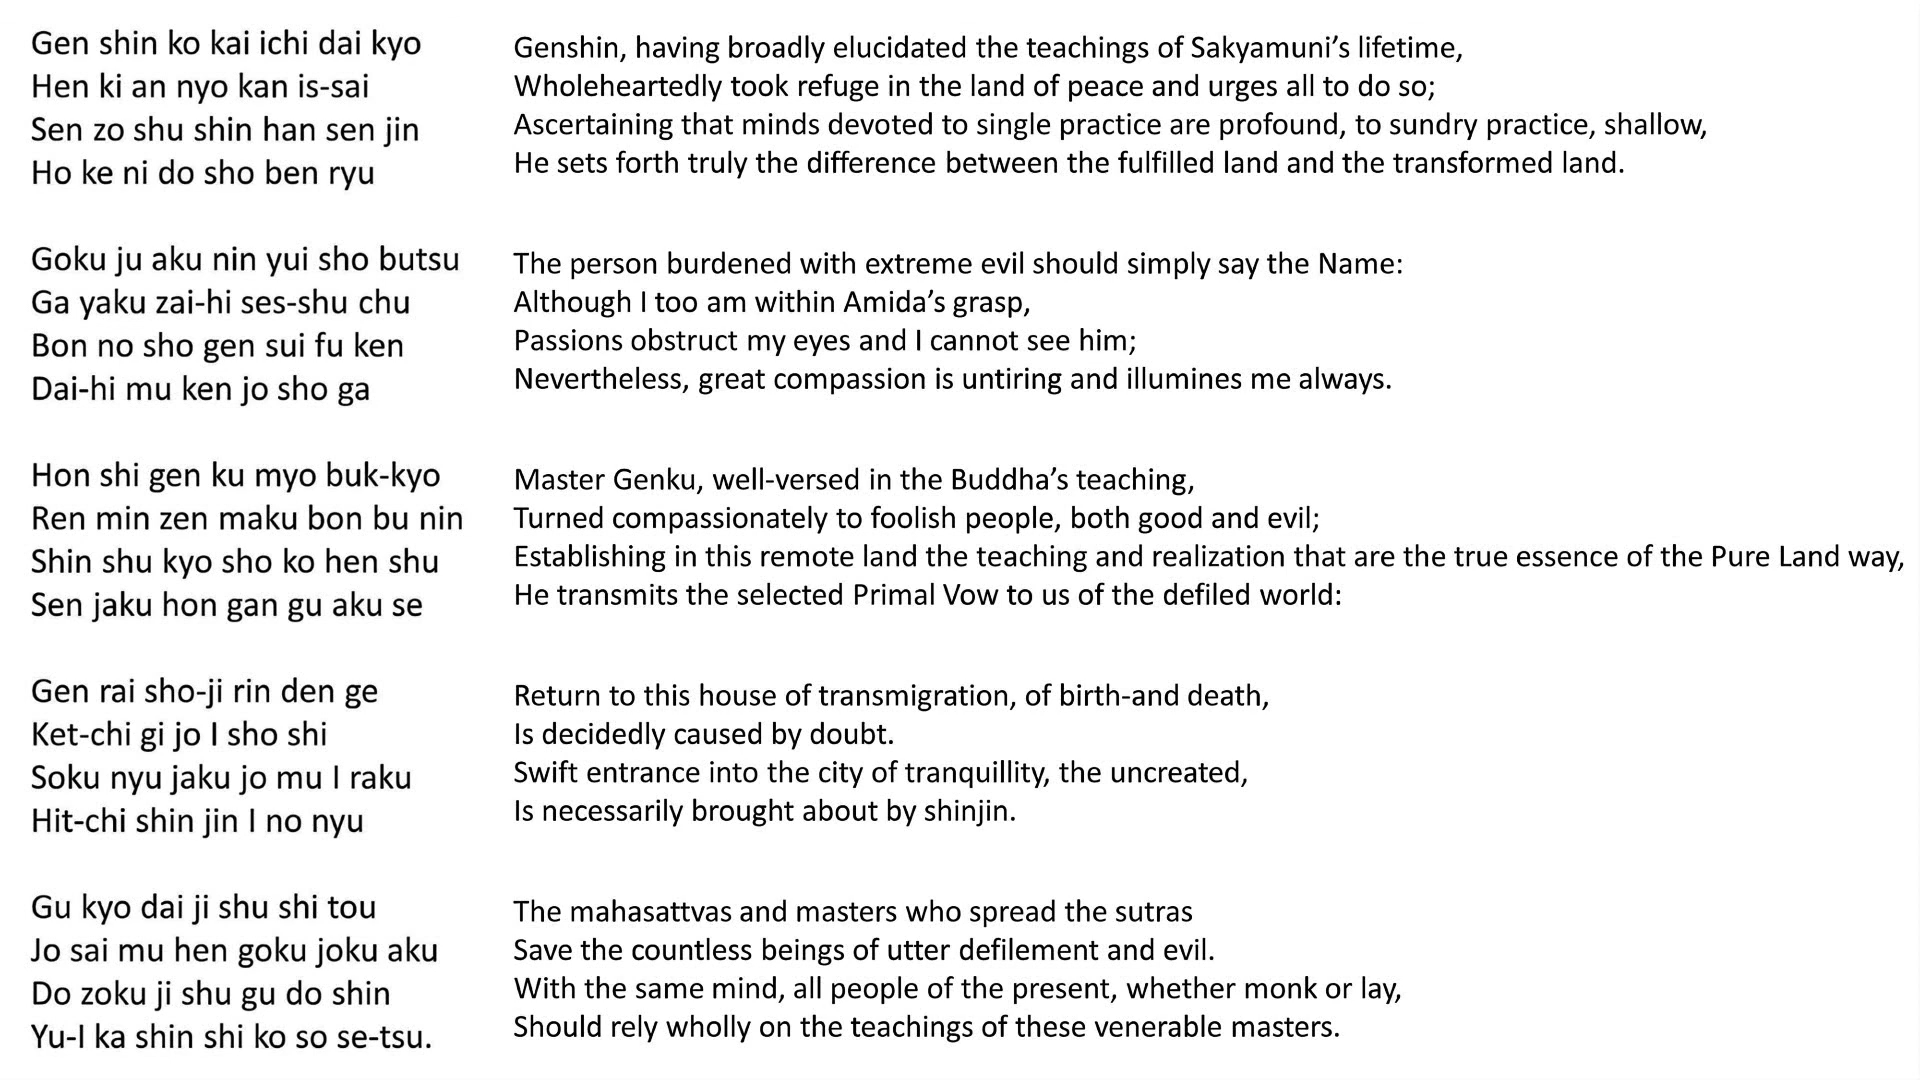 Gen shin ko kai ichi dai kyo
Hen ki an nyo kan is-sai
Sen zo shu shin han sen jin
Ho ke ni do sho ben ryu
Genshin, having broadly elucidated the teachings of Sakyamuni’s lifetime,
Wholeheartedly took refuge in the land of peace and urges all to do so;
Ascertaining that minds devoted to single practice are profound, to sundry practice, shallow,
He sets forth truly the difference between the fulfilled land and the transformed land.
Goku ju aku nin yui sho butsu
Ga yaku zai-hi ses-shu chu
Bon no sho gen sui fu ken
Dai-hi mu ken jo sho ga
The person burdened with extreme evil should simply say the Name:
Although I too am within Amida’s grasp,
Passions obstruct my eyes and I cannot see him;
Nevertheless, great compassion is untiring and illumines me always.
Hon shi gen ku myo buk-kyo
Ren min zen maku bon bu nin
Shin shu kyo sho ko hen shu
Sen jaku hon gan gu aku se
Master Genku, well-versed in the Buddha’s teaching,
Turned compassionately to foolish people, both good and evil;
Establishing in this remote land the teaching and realization that are the true essence of the Pure Land way,
He transmits the selected Primal Vow to us of the defiled world:
Gen rai sho-ji rin den ge
Ket-chi gi jo I sho shi
Soku nyu jaku jo mu I raku
Hit-chi shin jin I no nyu
Return to this house of transmigration, of birth-and death,
Is decidedly caused by doubt.
Swift entrance into the city of tranquillity, the uncreated,
Is necessarily brought about by shinjin.
Gu kyo dai ji shu shi tou
Jo sai mu hen goku joku aku
Do zoku ji shu gu do shin
Yu-I ka shin shi ko so se-tsu.
The mahasattvas and masters who spread the sutras
Save the countless beings of utter defilement and evil.
With the same mind, all people of the present, whether monk or lay,
Should rely wholly on the teachings of these venerable masters.